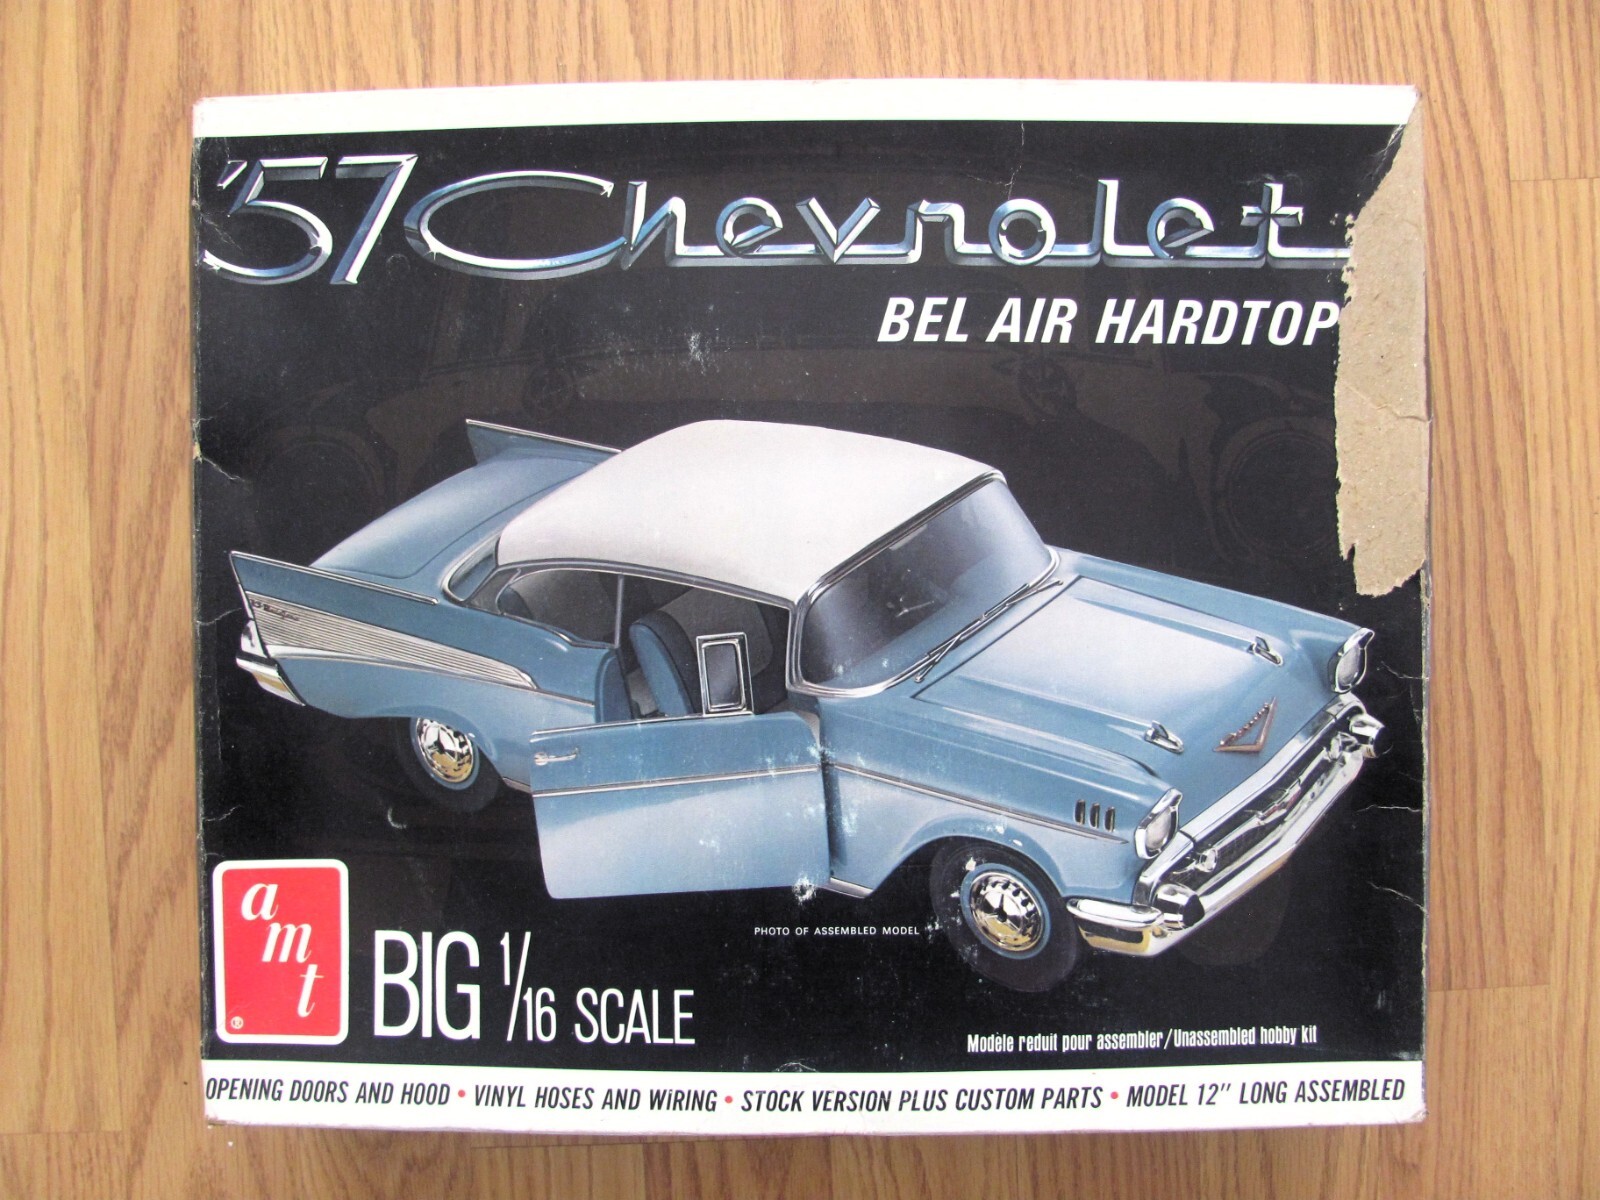 '57 Chevrolet
BEL AIR HARDTOP
amt
®
BIG 1/16 SCALE
PHOTO OF ASSEMBLED MODEL
Modèle reduit pour assembler/Unassembled hobby kit
OPENING DOORS AND HOOD • VINYL HOSES AND WIRING • STOCK VERSION PLUS CUSTOM PARTS • MODEL 12" LONG ASSEMBLED